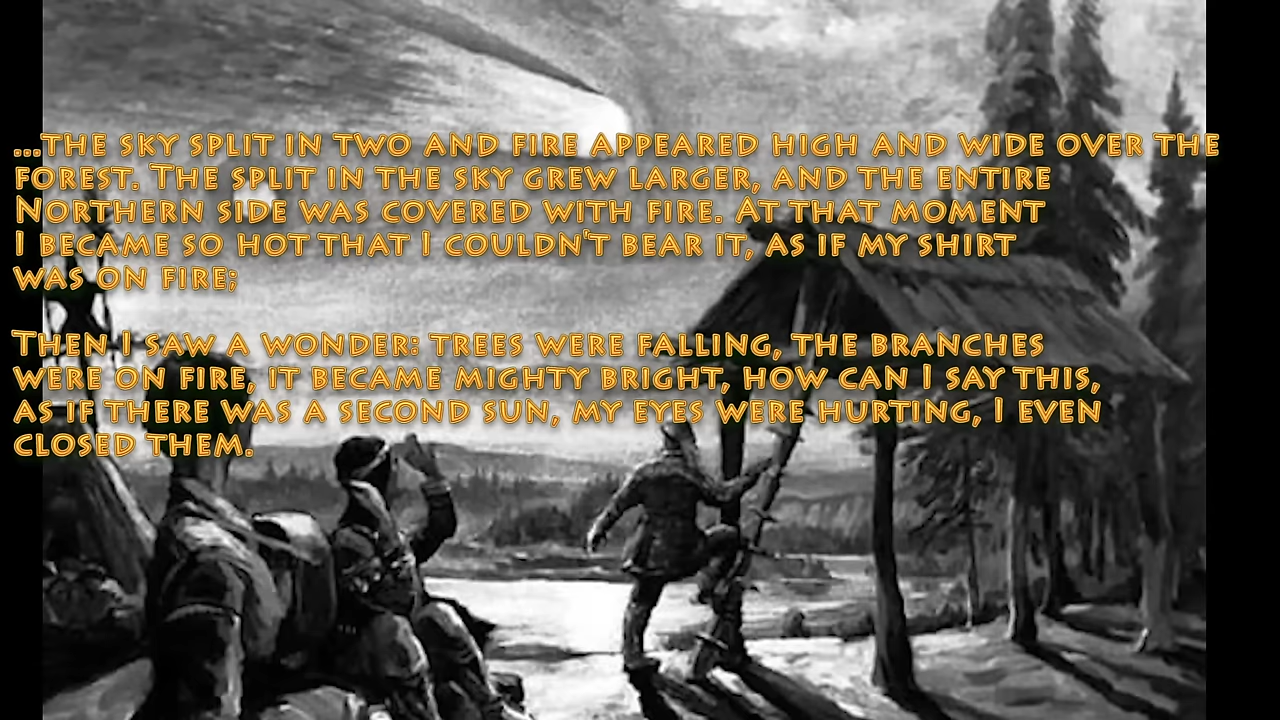 ...the sky split in two and fire appeared high and wide over the
forest. The split in the sky grew larger, and the entire
Northern side was covered with fire. At that moment
I became so hot that I couldn't bear it, as if my shirt
was on fire;
Then I saw a wonder: trees were falling, the branches
were on fire, it became mighty bright, how can I say this,
as if there was a second sun, my eyes were hurting, I even
closed them.